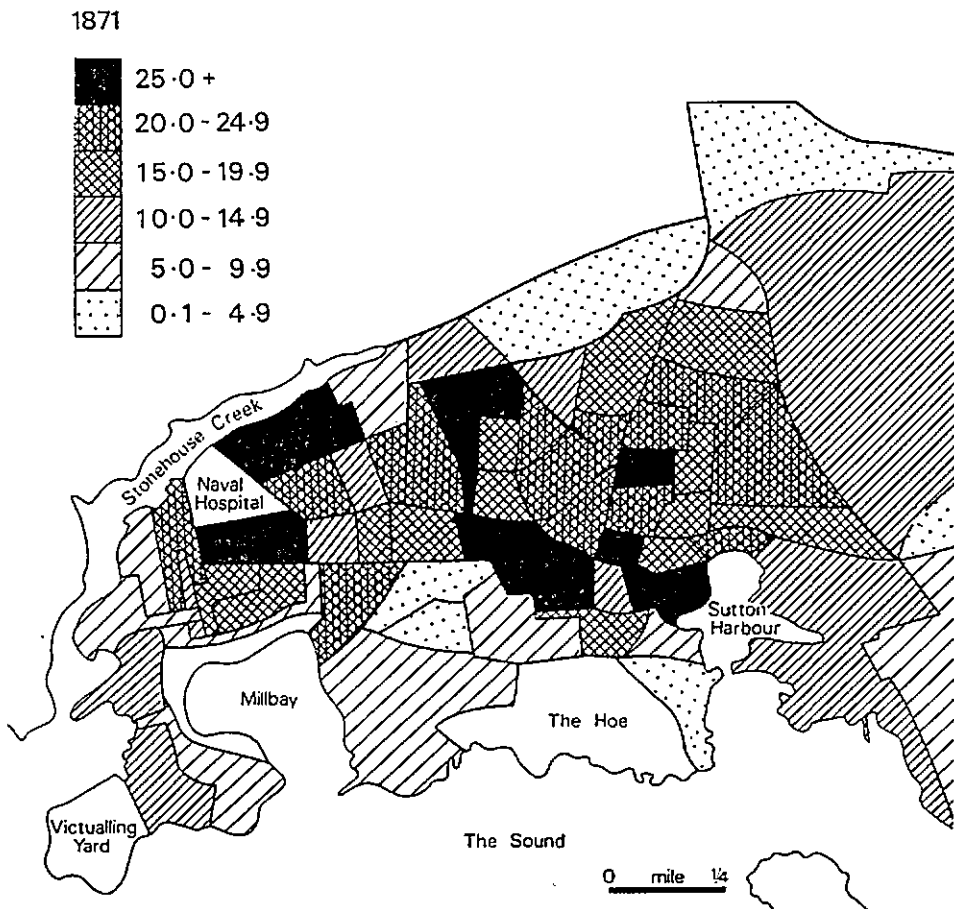 1871
25·0 +
20·0 - 24·9
15·0 - 19·9
10·0 - 14·9
5·0 - 9·9
0·1 - 4·9
Stonehouse Creek
Naval
Hospital
Sutton
Harbour
Millbay
The Hoe
Victualling
Yard
The Sound
0 mile 1/4